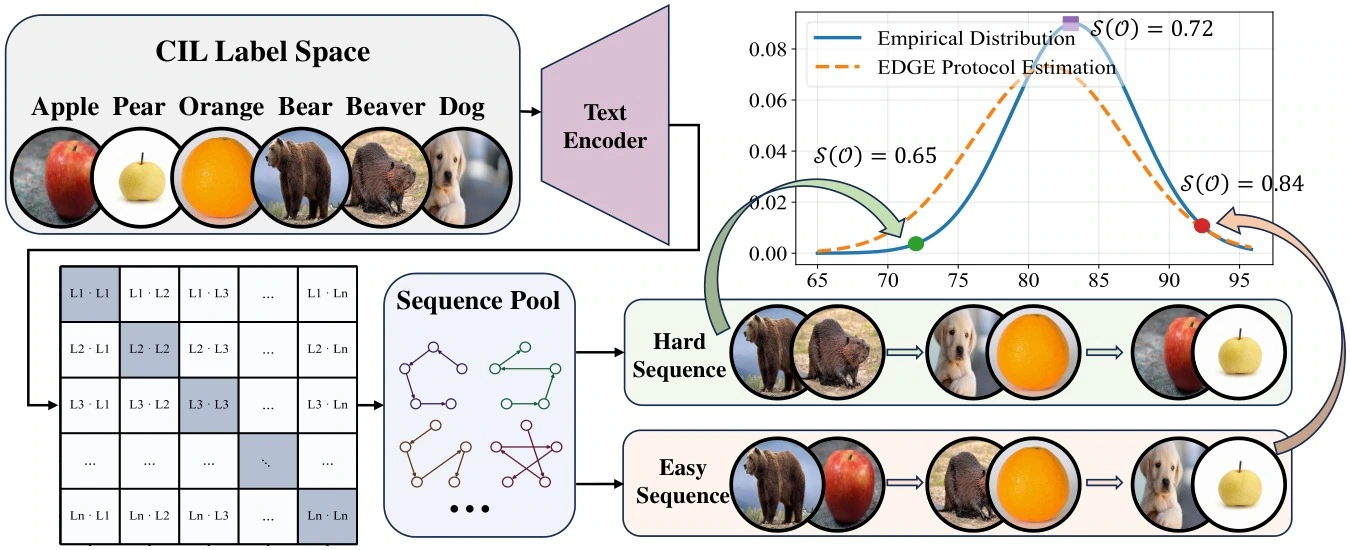 CIL Label Space
Apple Pear Orange Bear Beaver Dog
Text
Encoder
0.08
0.06
0.04
0.02
0.00
65 70 75 80 85 90 95
Empirical Distribution
EDGE Protocol Estimation
𝒮(𝒪) = 0.72
𝒮(𝒪) = 0.65
𝒮(𝒪) = 0.84
L1 · L1 L1 · L2 L1 · L3 ... L1 · Ln
L2 · L1 L2 · L2 L2 · L3 ... L2 · Ln
L3 · L1 L3 · L2 L3 · L3 ... L3 · Ln
... ... ... ⋱ ...
Ln · L1 Ln · L2 Ln · L3 ... Ln · Ln
Sequence Pool
•••
Hard
Sequence
Easy
Sequence